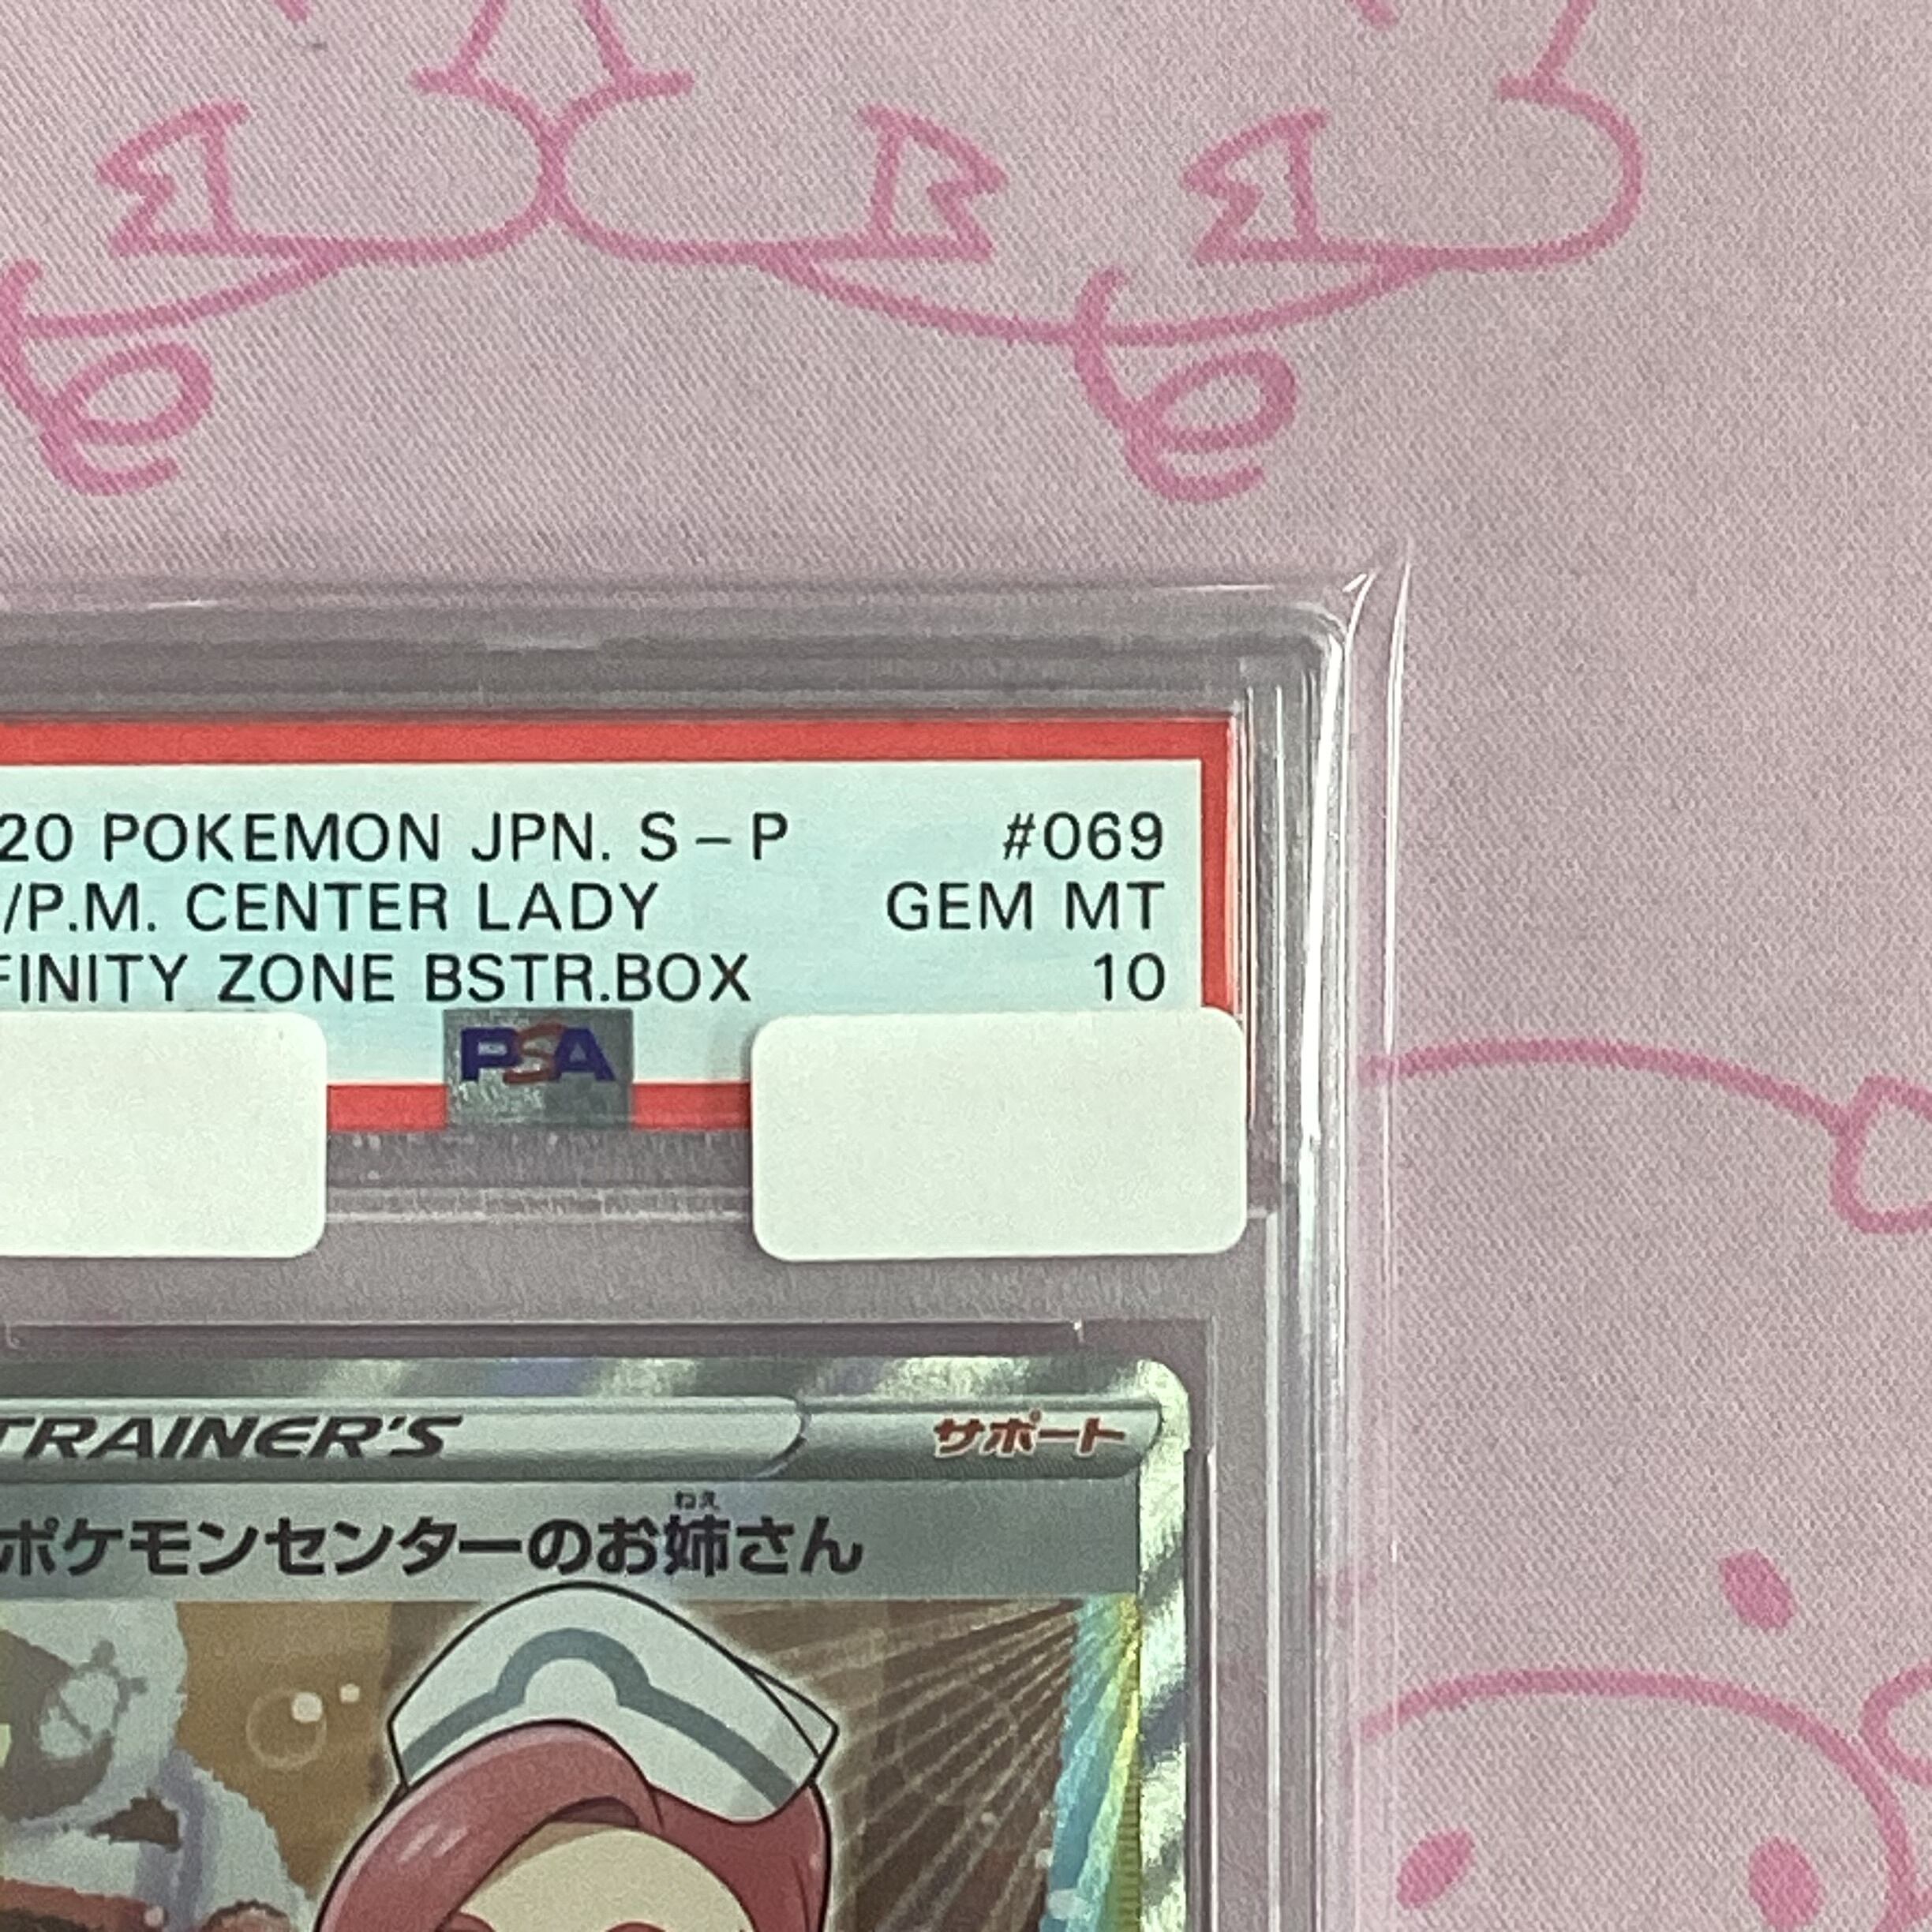 20 POKEMON JPN. S-P #069
/P.M. CENTER LADY GEM MT
FINITY ZONE BSTR.BOX 10
PSA
TRAINER'S サポート
ねえ
ポケモンセンターのお姉さん